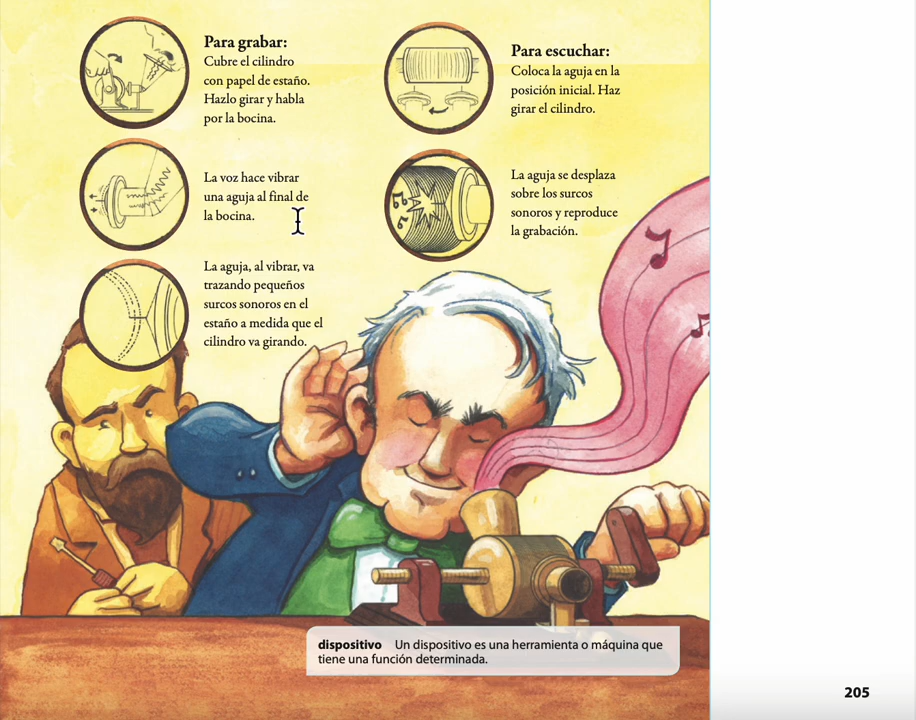 Para grabar:
Cubre el cilindro
con papel de estaño.
Hazlo girar y habla
por la bocina.
La voz hace vibrar
una aguja al final de
la bocina.
La aguja, al vibrar, va
trazando pequeños
surcos sonoros en el
estaño a medida que el
cilindro va girando.
Para escuchar:
Coloca la aguja en la
posición inicial. Haz
girar el cilindro.
La aguja se desplaza
sobre los surcos
sonoros y reproduce
la grabación.
dispositivo Un dispositivo es una herramienta o máquina que
tiene una función determinada.
205